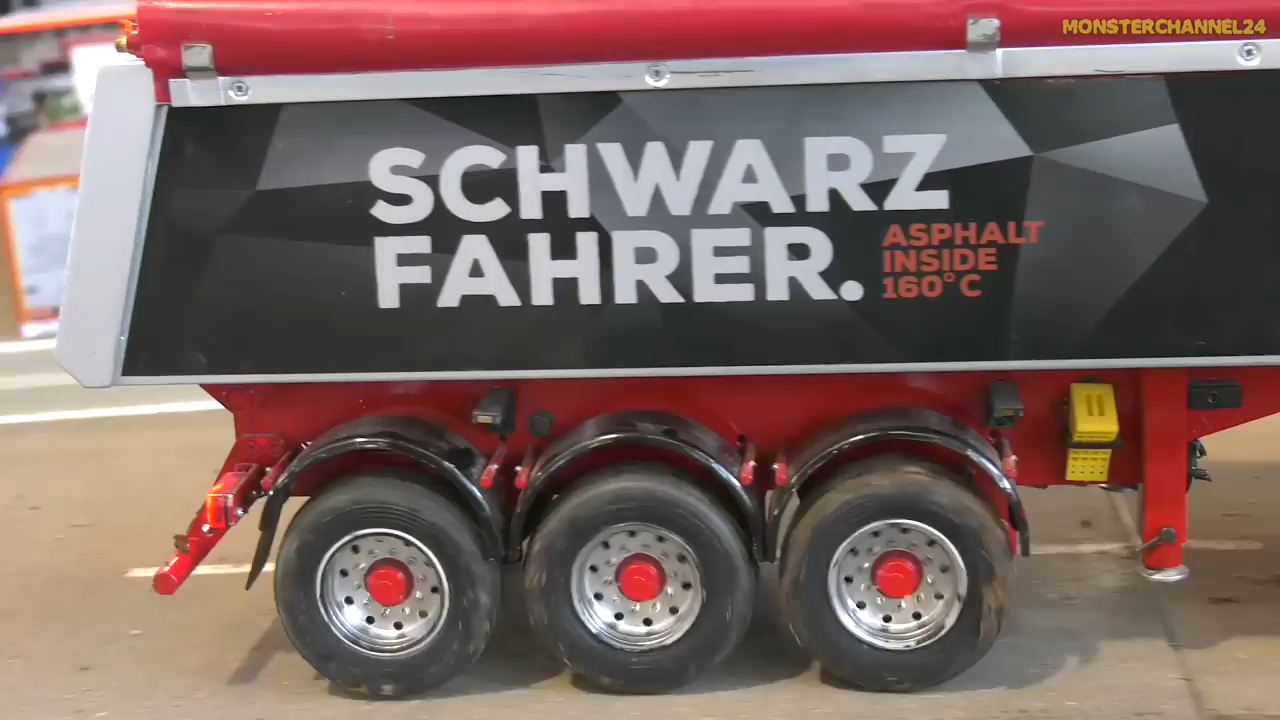 MONSTERCHANNEL24
SCHWARZ
FAHRER.
ASPHALT
INSIDE
160°C